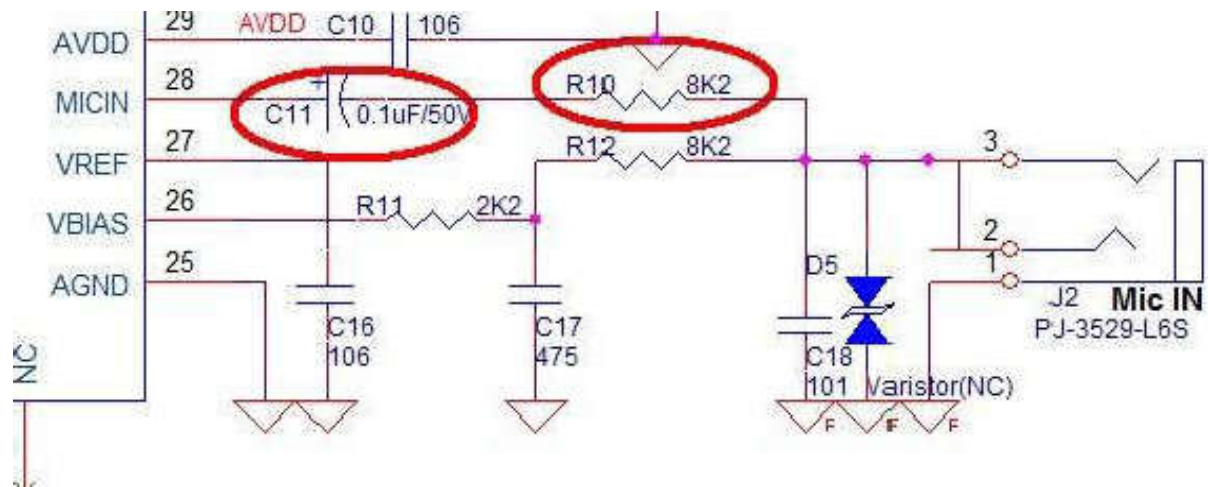 29 AVDD C10 106
AVDD
28
MICIN + C11 0.1uF/50V R10 8K2
27
VREF R12 8K2 3
26
VBIAS R11 2K2 2
25
AGND 1
D5 J2 Mic IN
PJ-3529-L6S
C16 C17 C18
106 475 101 Varistor(NC)
NC
F F F